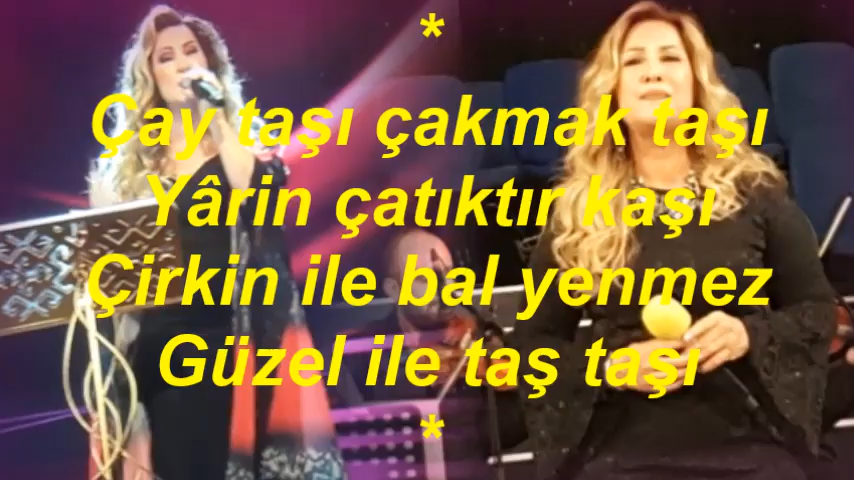 *
Çay taşı çakmak taşı
Yârin çatıktır kaşı
Çirkin ile bal yenmez
Güzel ile taş taşı
*